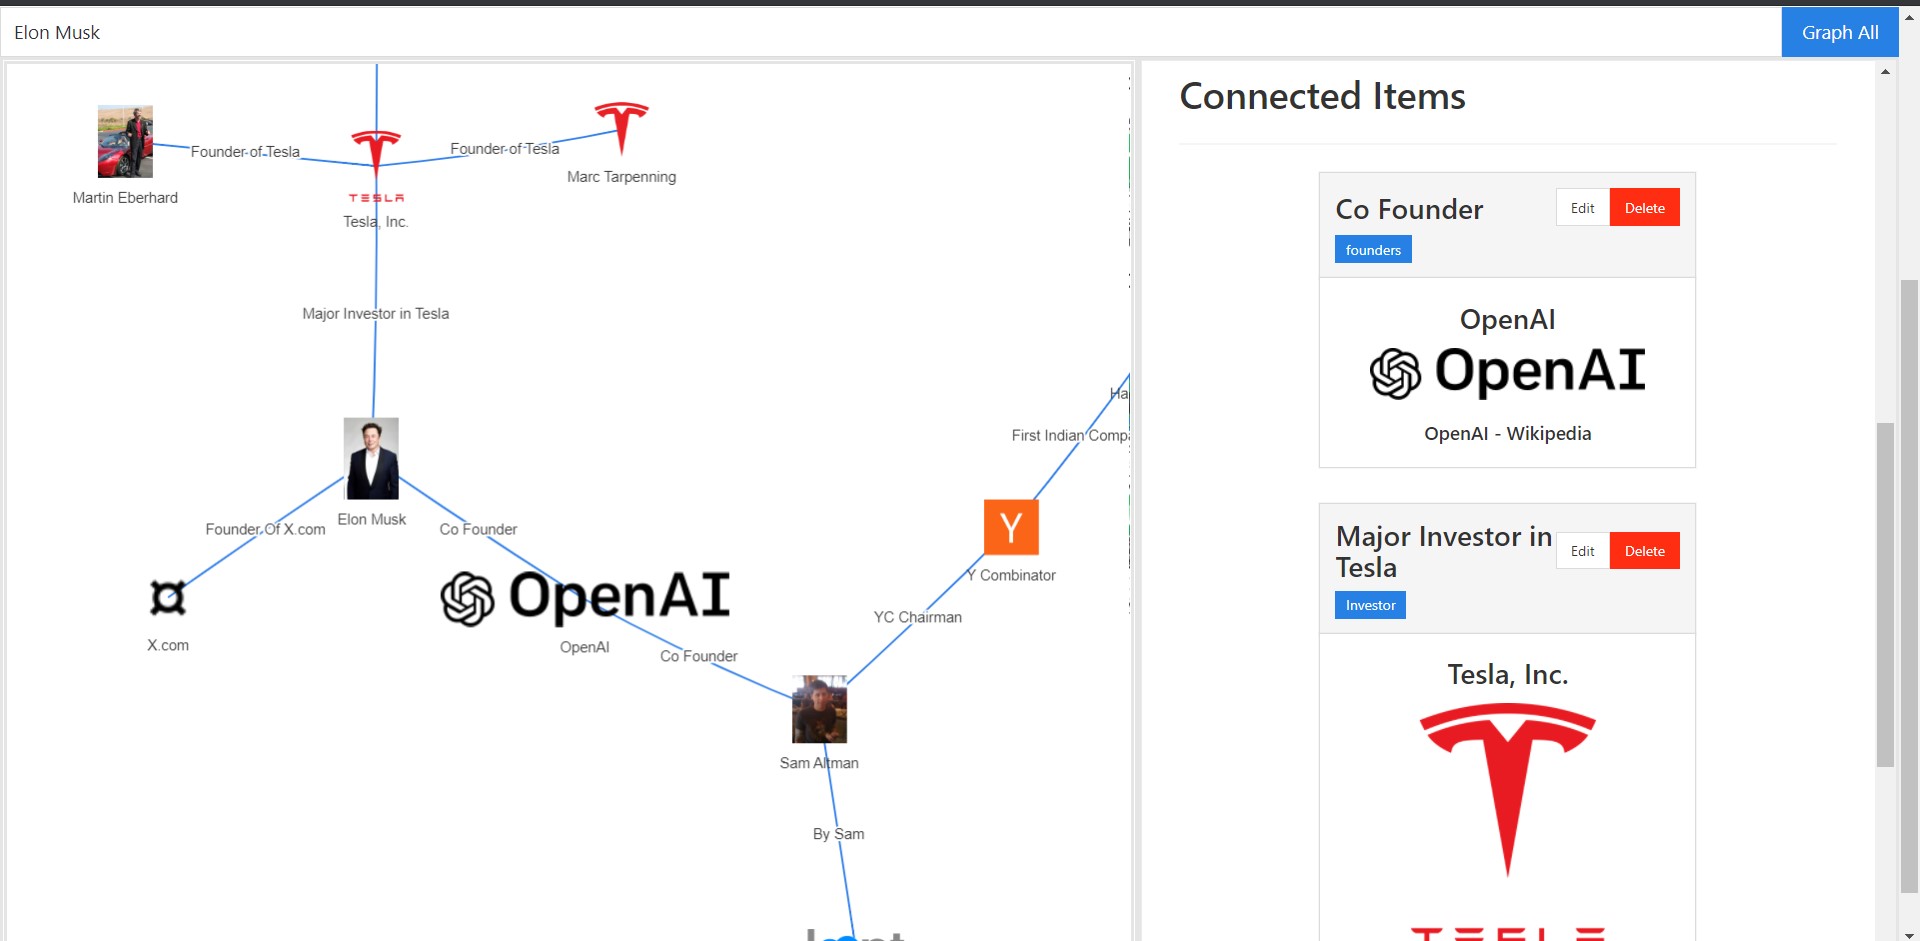 Elon Musk
Graph All
Founder of Tesla
Founder of Tesla
Martin Eberhard
TESLA
Tesla, Inc.
Marc Tarpenning
Major Investor in Tesla
Elon Musk
Founder Of X.com
Co Founder
X.com
OpenAI
OpenAI
Co Founder
First Indian Comp
Y
Y Combinator
YC Chairman
Sam Altman
By Sam
Connected Items
Co Founder
Edit
Delete
founders
OpenAI
OpenAI
OpenAI - Wikipedia
Major Investor in
Tesla
Edit
Delete
Investor
Tesla, Inc.
TESLA